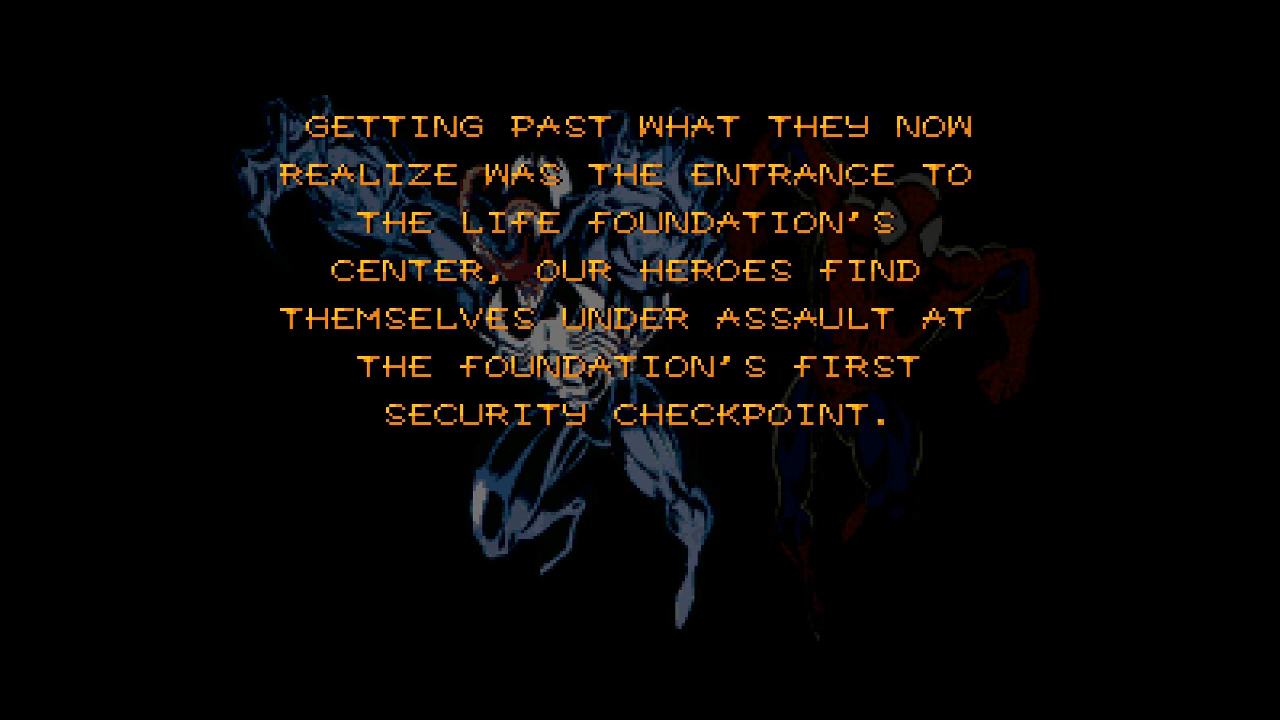 GETTING PAST WHAT THEY NOW
REALIZE WAS THE ENTRANCE TO
THE LIFE FOUNDATION'S
CENTER, OUR HEROES FIND
THEMSELVES UNDER ASSAULT AT
THE FOUNDATION'S FIRST
SECURITY CHECKPOINT.